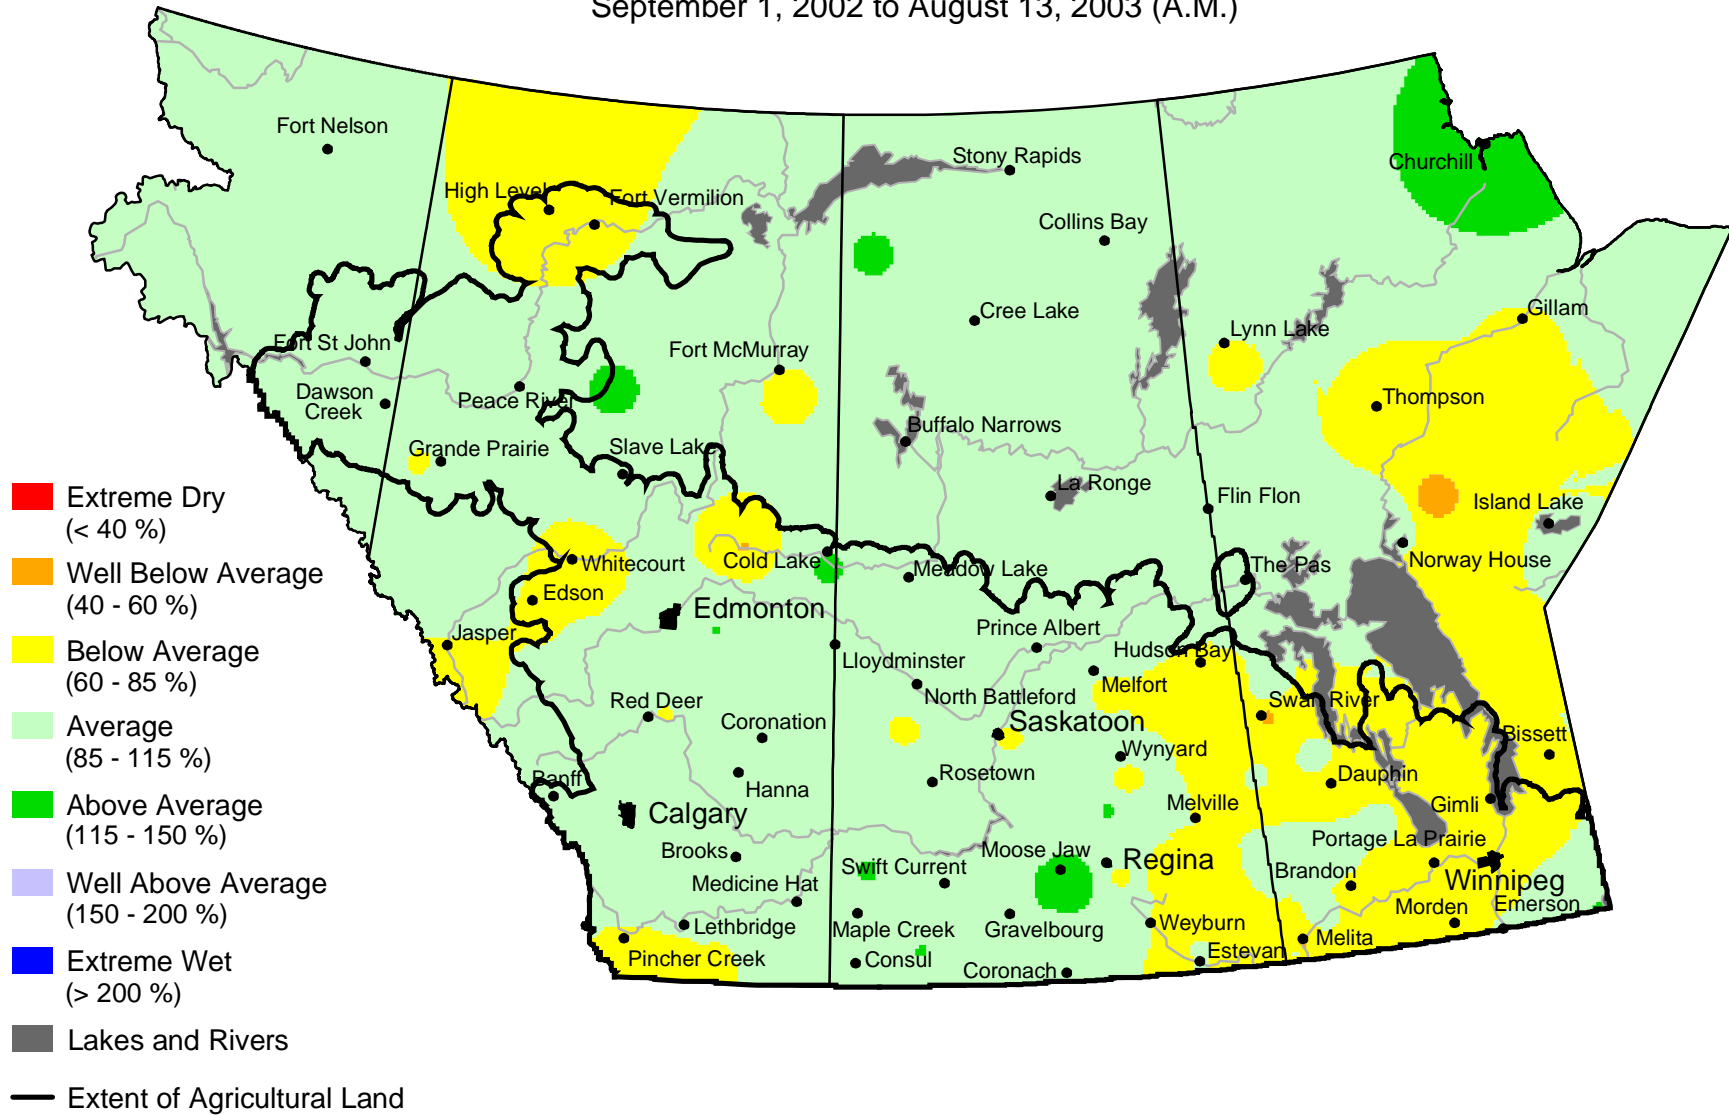 September 1, 2002 to August 13, 2003 (A.M.)
Fort Nelson
Stony Rapids
Churchill
High Level
Fort Vermilion
Collins Bay
Cree Lake
Gillam
Lynn Lake
Fort St John
Fort McMurray
Dawson
Creek
Peace River
Thompson
Buffalo Narrows
Grande Prairie
Slave Lake
La Ronge
Flin Flon
Island Lake
Whitecourt
Cold Lake
Meadow Lake
The Pas
Norway House
Edson
Edmonton
Jasper
Prince Albert
Lloydminster
Hudson Bay
Melfort
North Battleford
Red Deer
Coronation
Saskatoon
Swan River
Wynyard
Bissett
Banff
Hanna
Rosetown
Dauphin
Calgary
Melville
Gimli
Portage La Prairie
Brooks
Swift Current
Moose Jaw
Regina
Brandon
Winnipeg
Medicine Hat
Lethbridge
Maple Creek
Gravelbourg
Weyburn
Morden
Emerson
Pincher Creek
Consul
Coronach
Estevan
Melita
Extreme Dry
(< 40 %)
Well Below Average
(40 - 60 %)
Below Average
(60 - 85 %)
Average
(85 - 115 %)
Above Average
(115 - 150 %)
Well Above Average
(150 - 200 %)
Extreme Wet
(> 200 %)
Lakes and Rivers
Extent of Agricultural Land